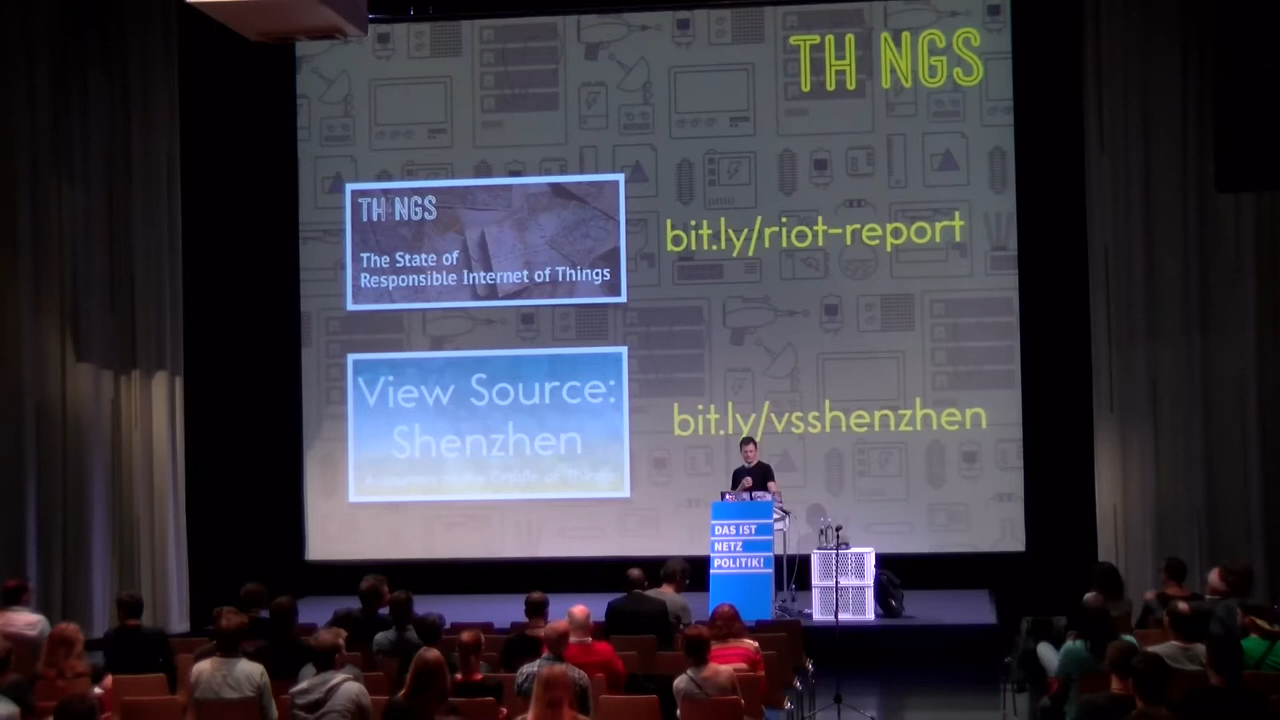 TH NGS
TH NGS
The State of
Responsible Internet of Things
bit.ly/riot-report
View Source:
Shenzhen
bit.ly/vsshenzhen
DAS IST
NETZ
POLITIK!